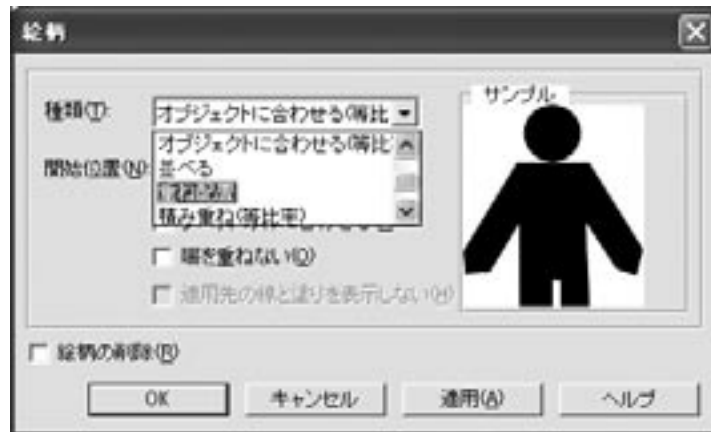 絵柄
サンプル
種類(T):
オブジェクトに合わせる(等比
オブジェクトに合わせる(等比
開始位置(N):
並べる
積み重ね(等比率)
端を重ねない(O)
適用先の枠と塗りを表示しない(H)
絵柄の削除(R)
OK
キャンセル
適用(A)
ヘルプ